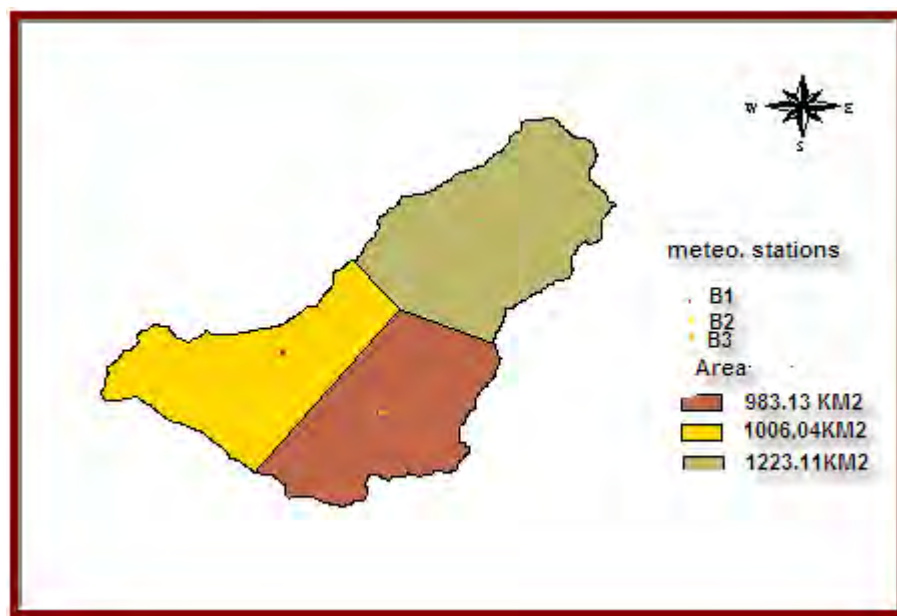 W E
S
meteo. stations
B1
B2
B3
Area
983.13 KM2
1006,04KM2
1223.11KM2